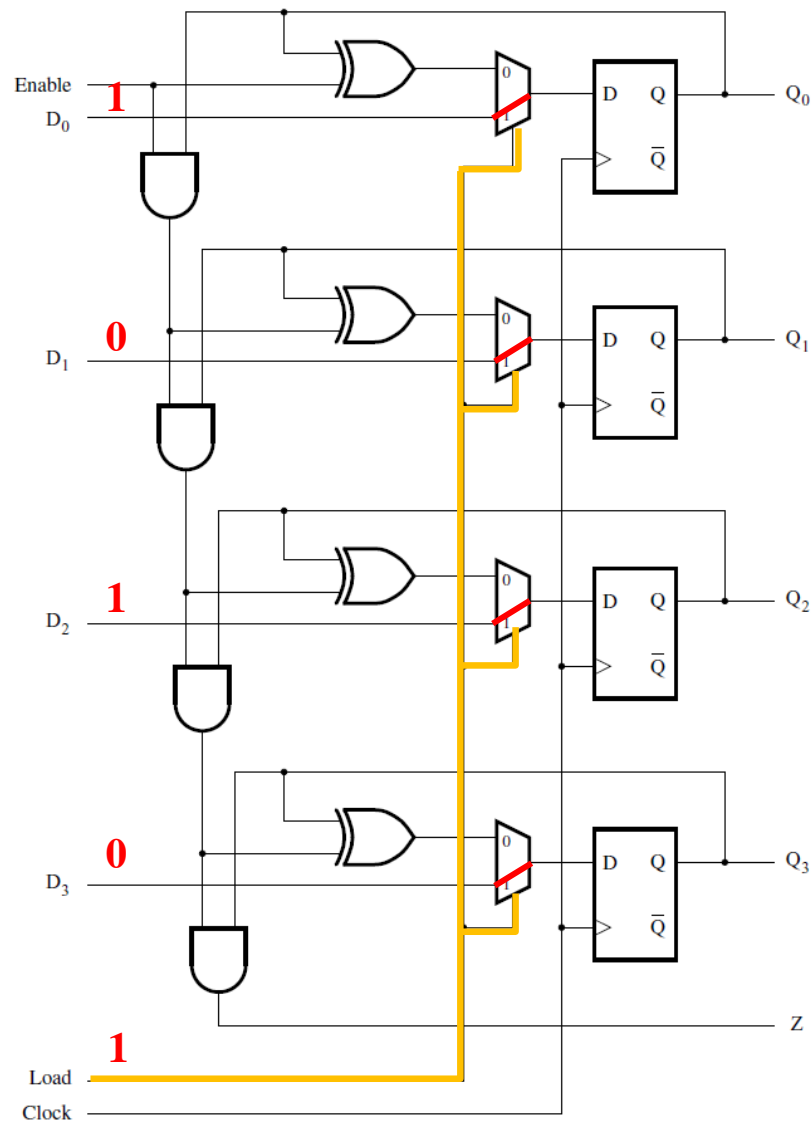 Enable 1 0 D Q Q0
D0 1 Q̅
0 0 D Q Q1
D1 1 Q̅
1 0 D Q Q2
D2 1 Q̅
0 0 D Q Q3
D3 1 Q̅
Z
1
Load
Clock